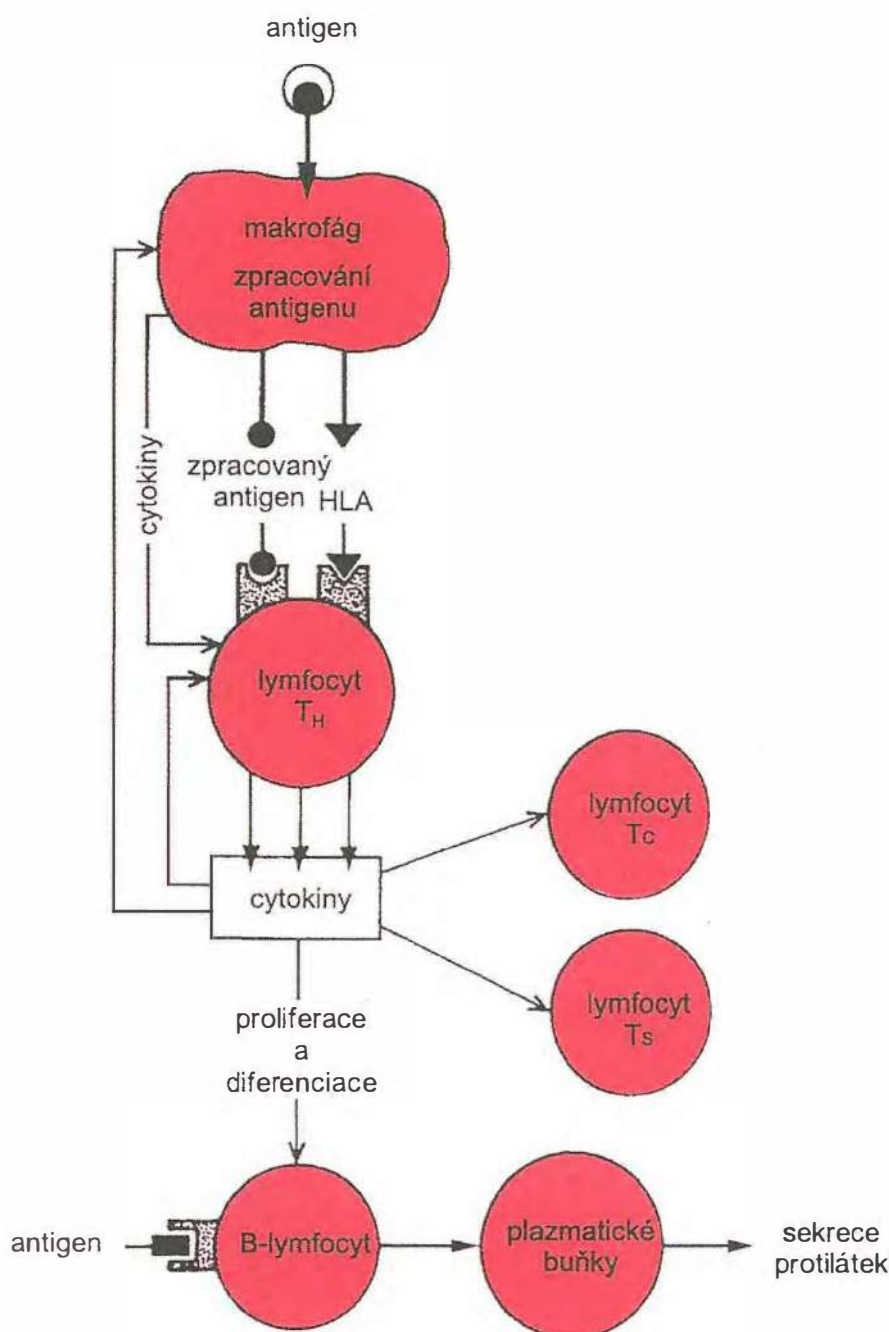 antigen
makrofág
zpracování
antigenu
cytokiny
zpracovaný
antigen
HLA
lymfocyt
TH
lymfocyt
Tc
cytokiny
lymfocyt
Ts
proliferace
a
diferenciace
antigen
B-lymfocyt
plazmatické
buňky
sekrece
protilátek